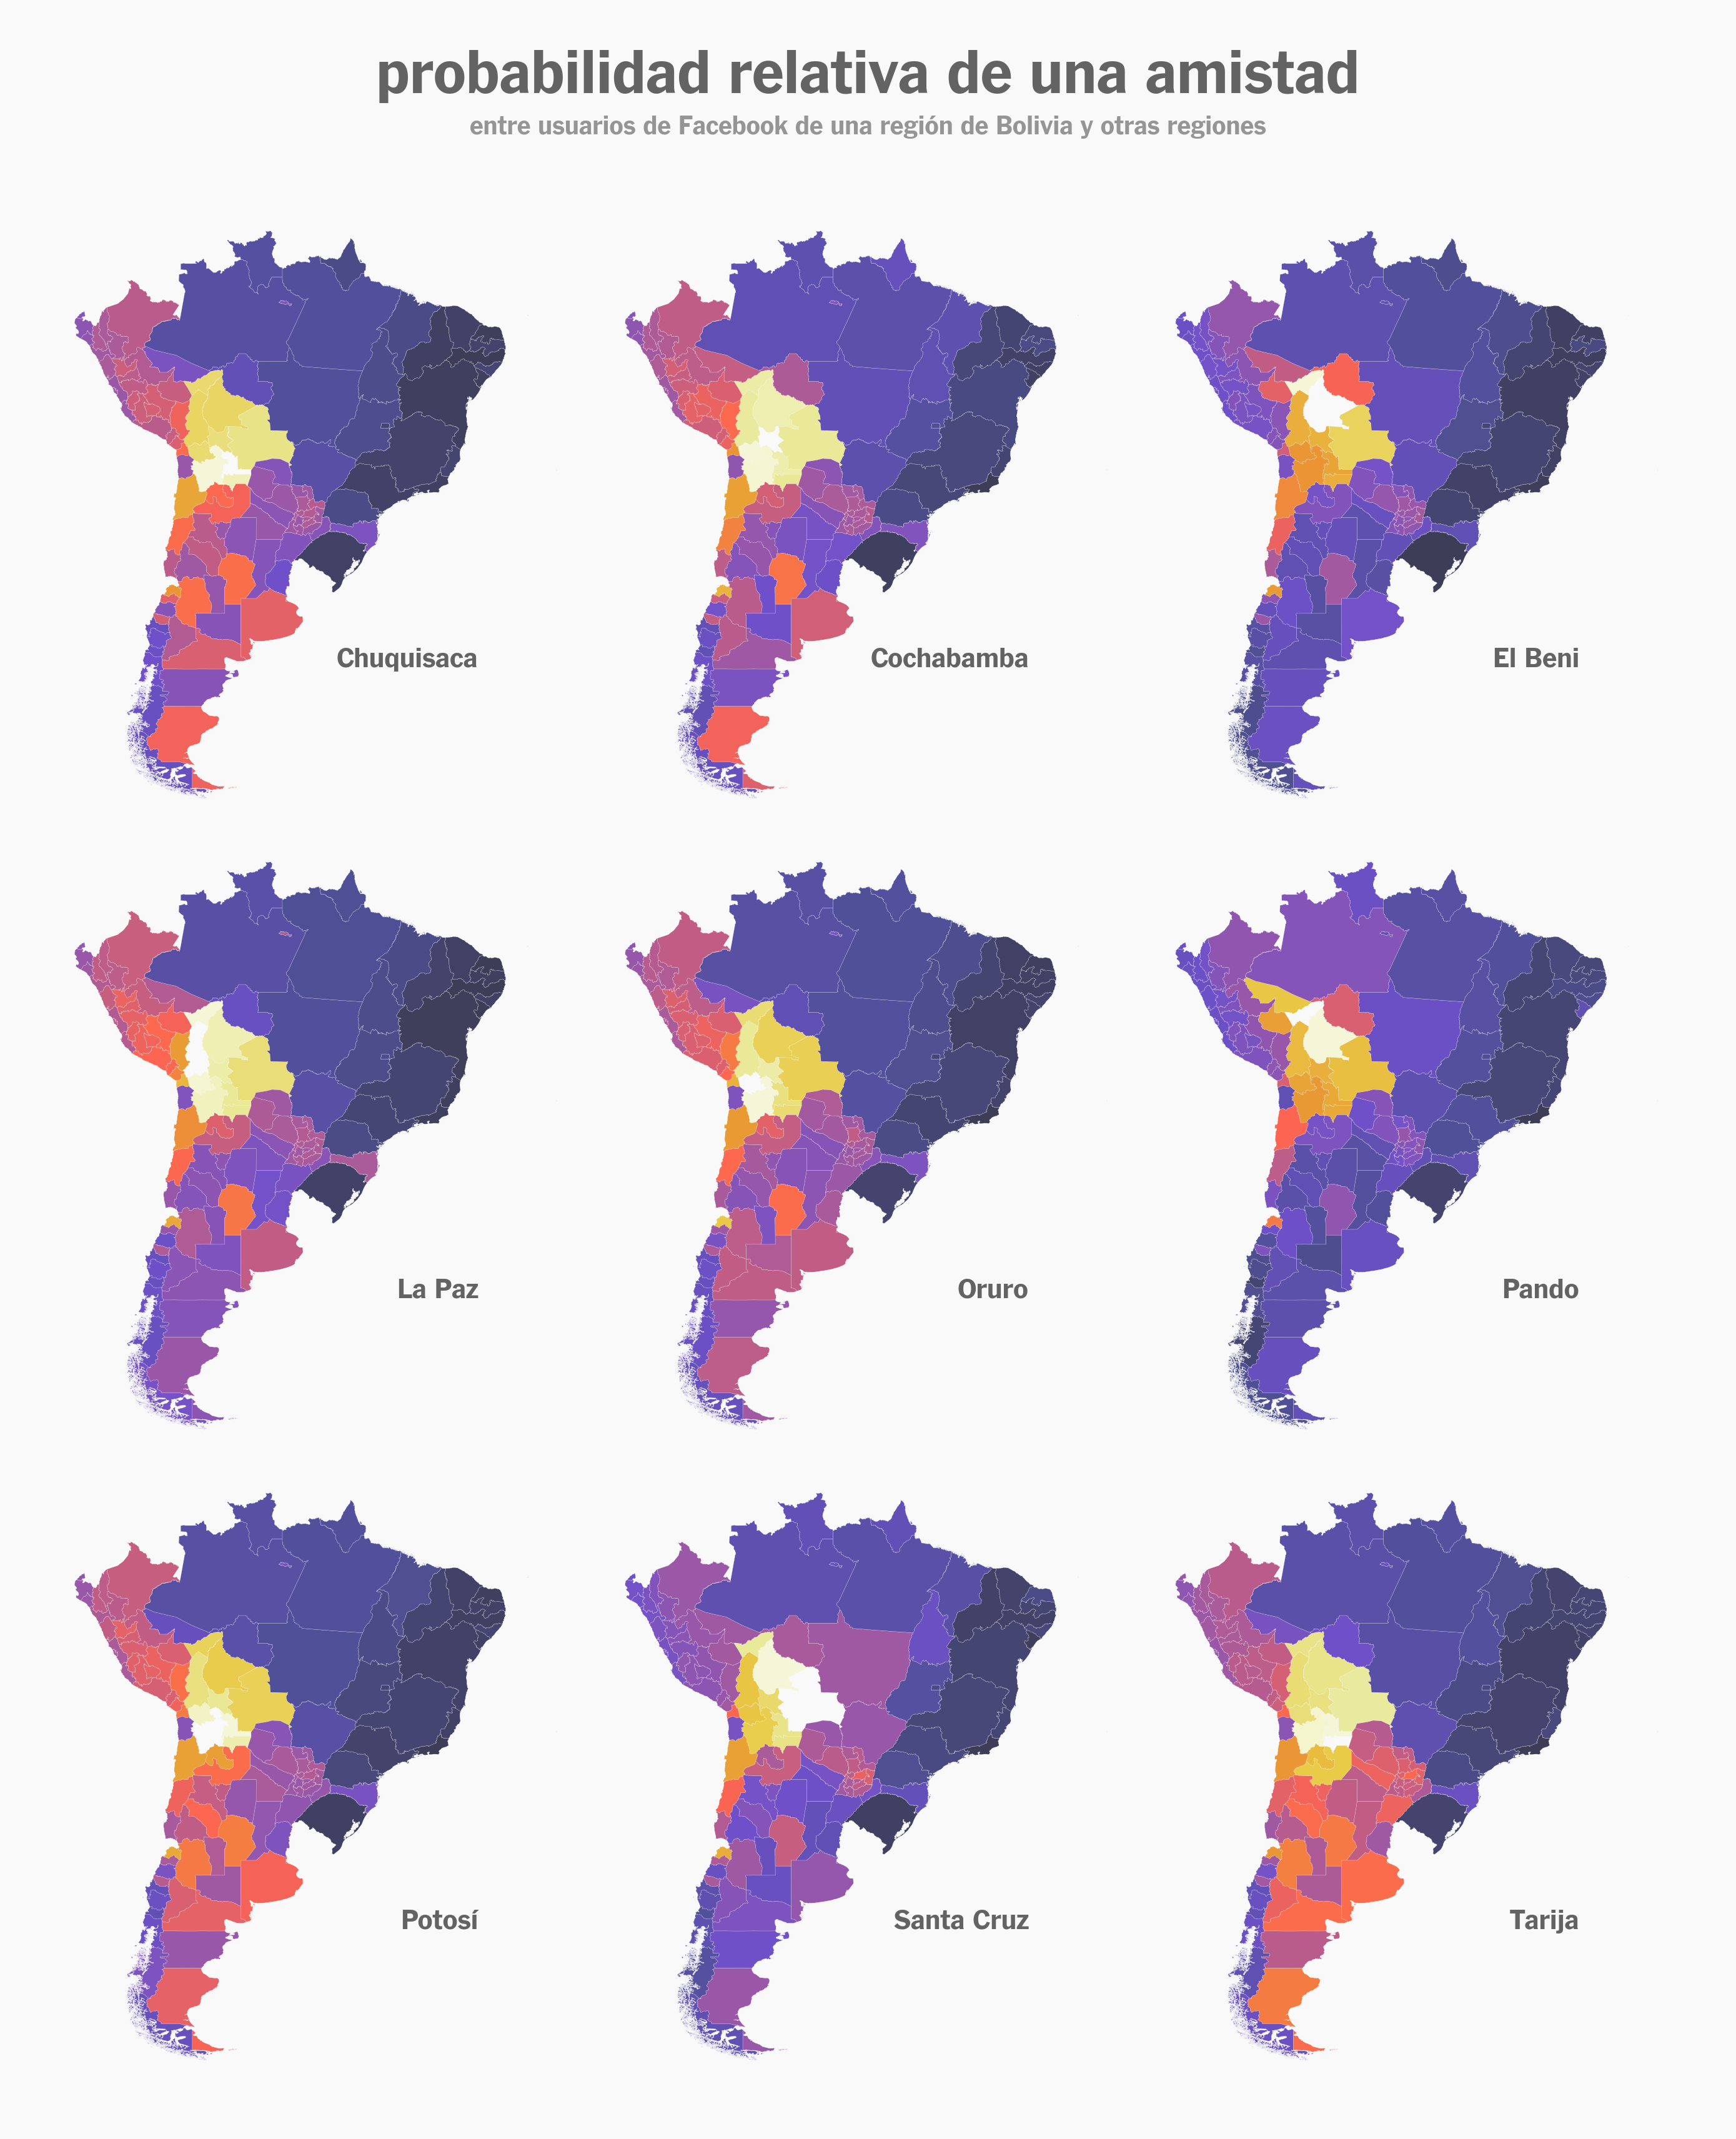 probabilidad relativa de una amistad
entre usuarios de Facebook de una región de Bolivia y otras regiones
Chuquisaca
Cochabamba
El Beni
La Paz
Oruro
Pando
Potosí
Santa Cruz
Tarija